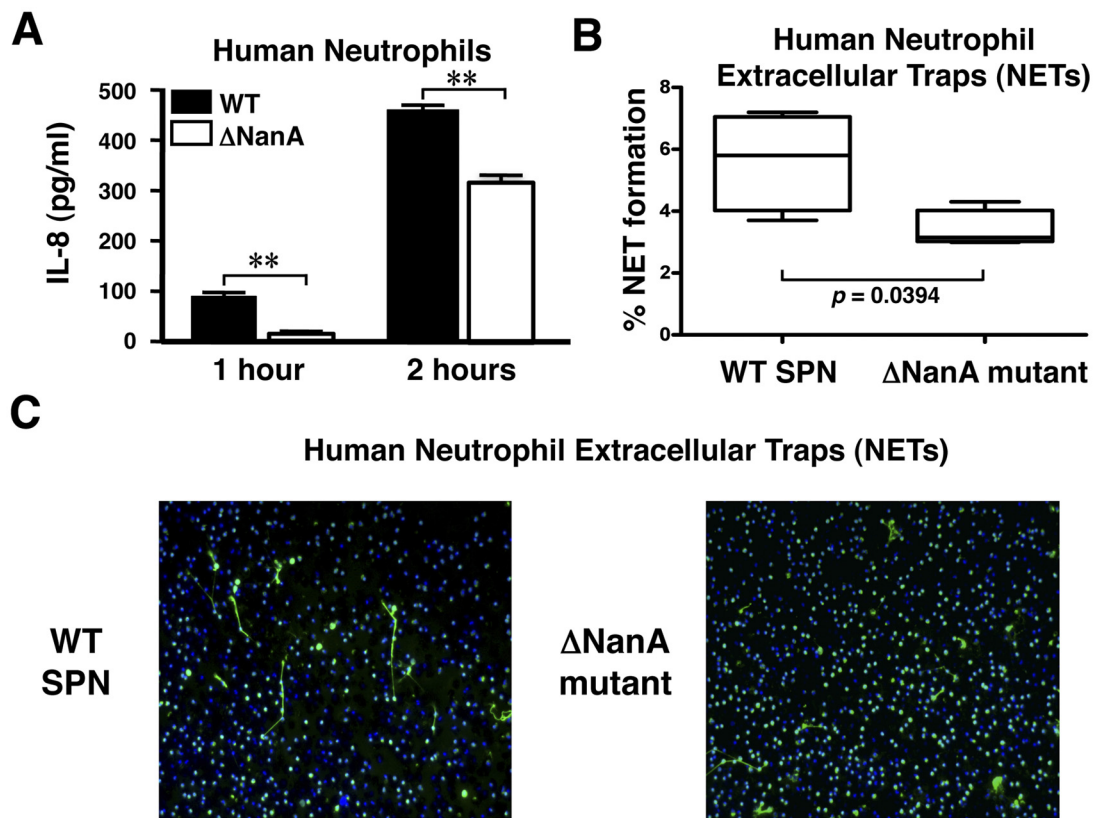 A
Human Neutrophils
500
400
300
200
100
0
IL-8 (pg/ml)
WT
ΔNanA
**
**
1 hour
2 hours
B
Human Neutrophil
Extracellular Traps (NETs)
8
6
4
2
0
% NET formation
p = 0.0394
WT SPN
ΔNanA mutant
C
Human Neutrophil Extracellular Traps (NETs)
WT
SPN
ΔNanA
mutant